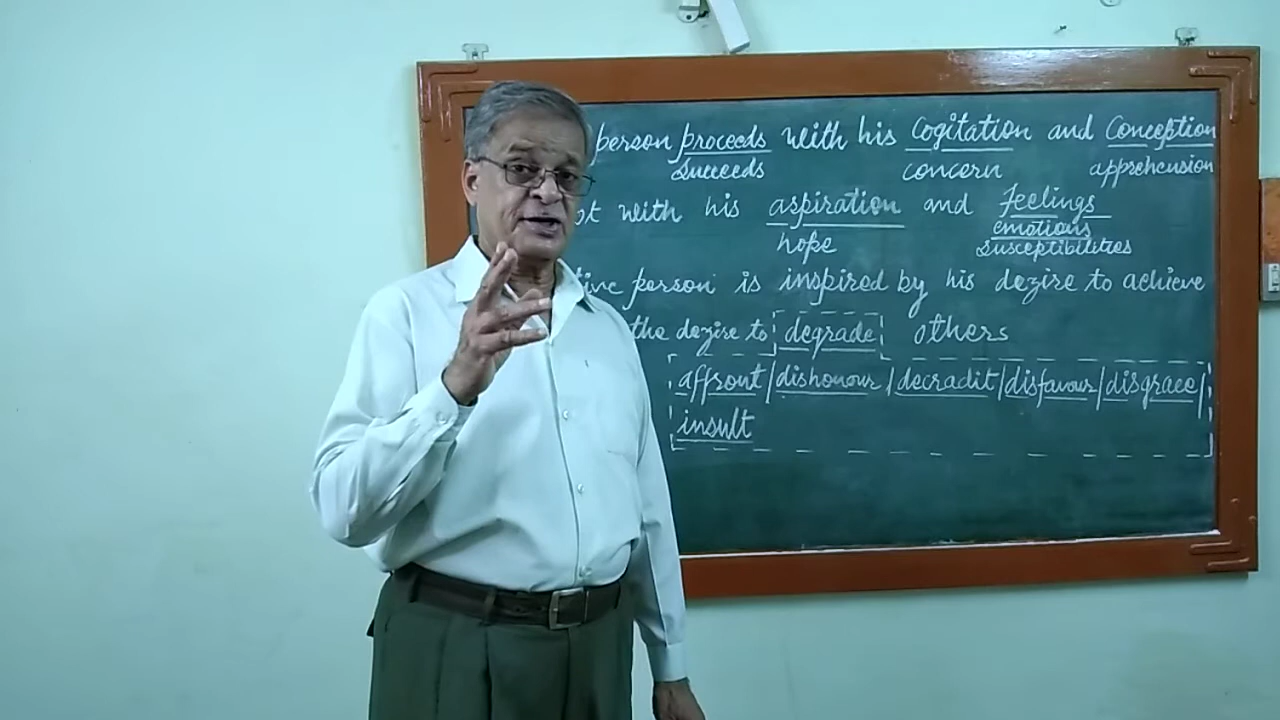 person proceeds with his Cogitation and Conception
Succeeds concern apprehension
with his aspiration and feelings
hope emotions
susceptibilities
person is inspired by his dezire to achieve
the dezire to degrade others
affront / dishonour / decradit / disfavour / disgrace /
insult